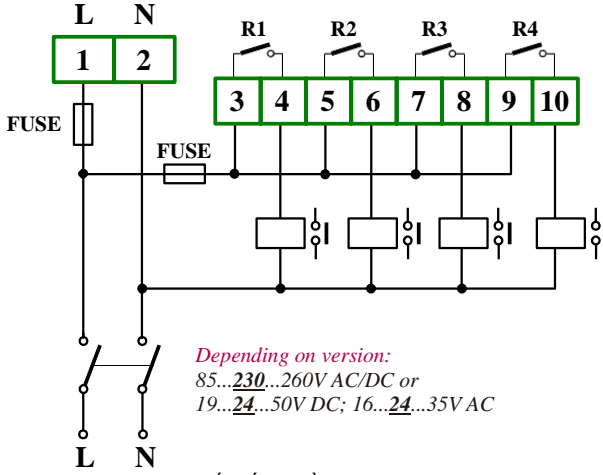 L N
R1 R2 R3 R4
1 2
3 4 5 6 7 8 9 10
FUSE
FUSE
Depending on version:
85...230...260V AC/DC or
19...24...50V DC; 16...24...35V AC
L N